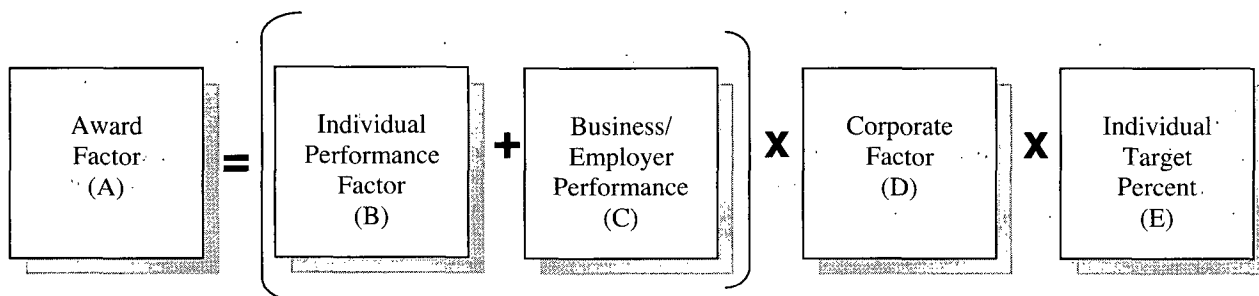 Award
Factor
(A)
=
(
Individual
Performance
Factor
(B)
+
Business/
Employer
Performance
(C)
)
X
Corporate
Factor
(D)
X
Individual
Target
Percent
(E)